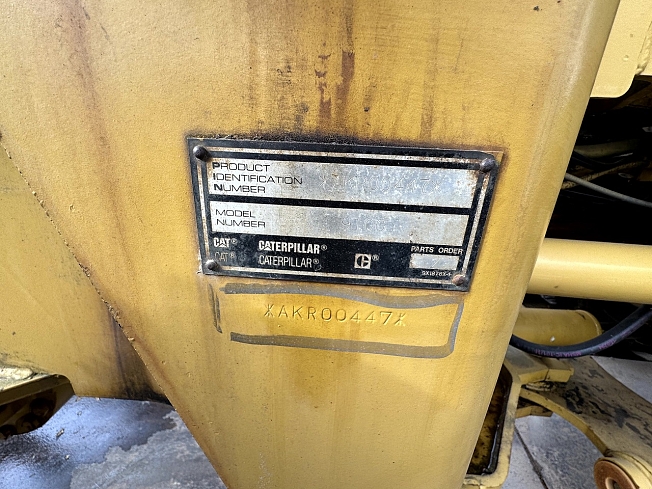 PRODUCT
IDENTIFICATION
NUMBER
MODEL
NUMBER
CAT® CATERPILLAR®
PARTS ORDER
CAT® CATERPILLAR® C®
*AKR00447*